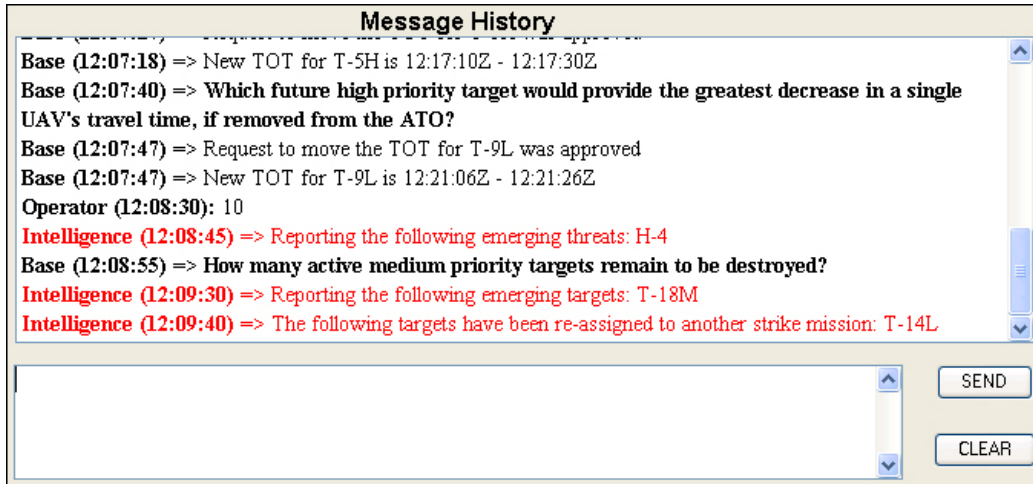 Message History
Base (12:07:18) => New TOT for T-5H is 12:17:10Z - 12:17:30Z
Base (12:07:40) => Which future high priority target would provide the greatest decrease in a single
UAV's travel time, if removed from the ATO?
Base (12:07:47) => Request to move the TOT for T-9L was approved
Base (12:07:47) => New TOT for T-9L is 12:21:06Z - 12:21:26Z
Operator (12:08:30): 10
Intelligence (12:08:45) => Reporting the following emerging threats: H-4
Base (12:08:55) => How many active medium priority targets remain to be destroyed?
Intelligence (12:09:30) => Reporting the following emerging targets: T-18M
Intelligence (12:09:40) => The following targets have been re-assigned to another strike mission: T-14L
SEND
CLEAR